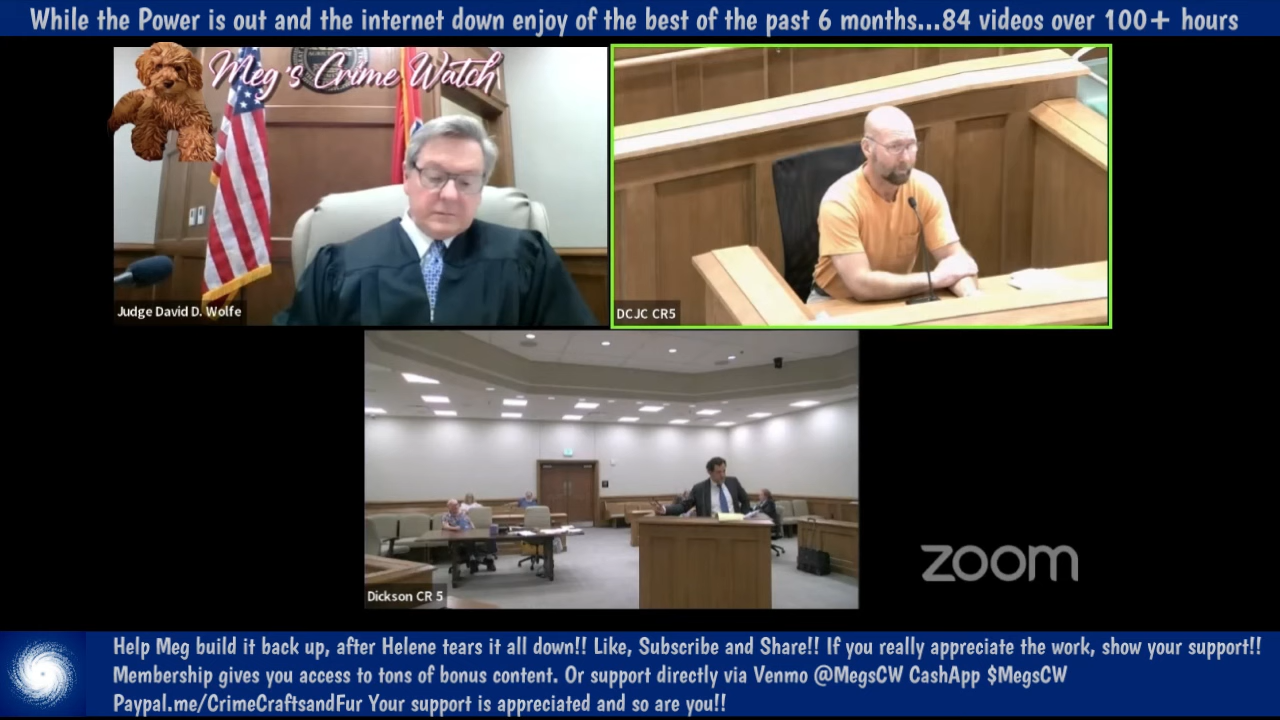 While the Power is out and the internet down enjoy of the best of the past 6 months...84 videos over 100+ hours
Meg's Crime Watch
Judge David D. Wolfe
DCJC CR5
Dickson CR 5
zoom
Help Meg build it back up, after Helene tears it all down!! Like, Subscribe and Share!! If you really appreciate the work, show your support!!
Membership gives you access to tons of bonus content. Or support directly via Venmo @MegsCW CashApp $MegsCW
Paypal.me/CrimeCraftsandFur Your support is appreciated and so are you!!